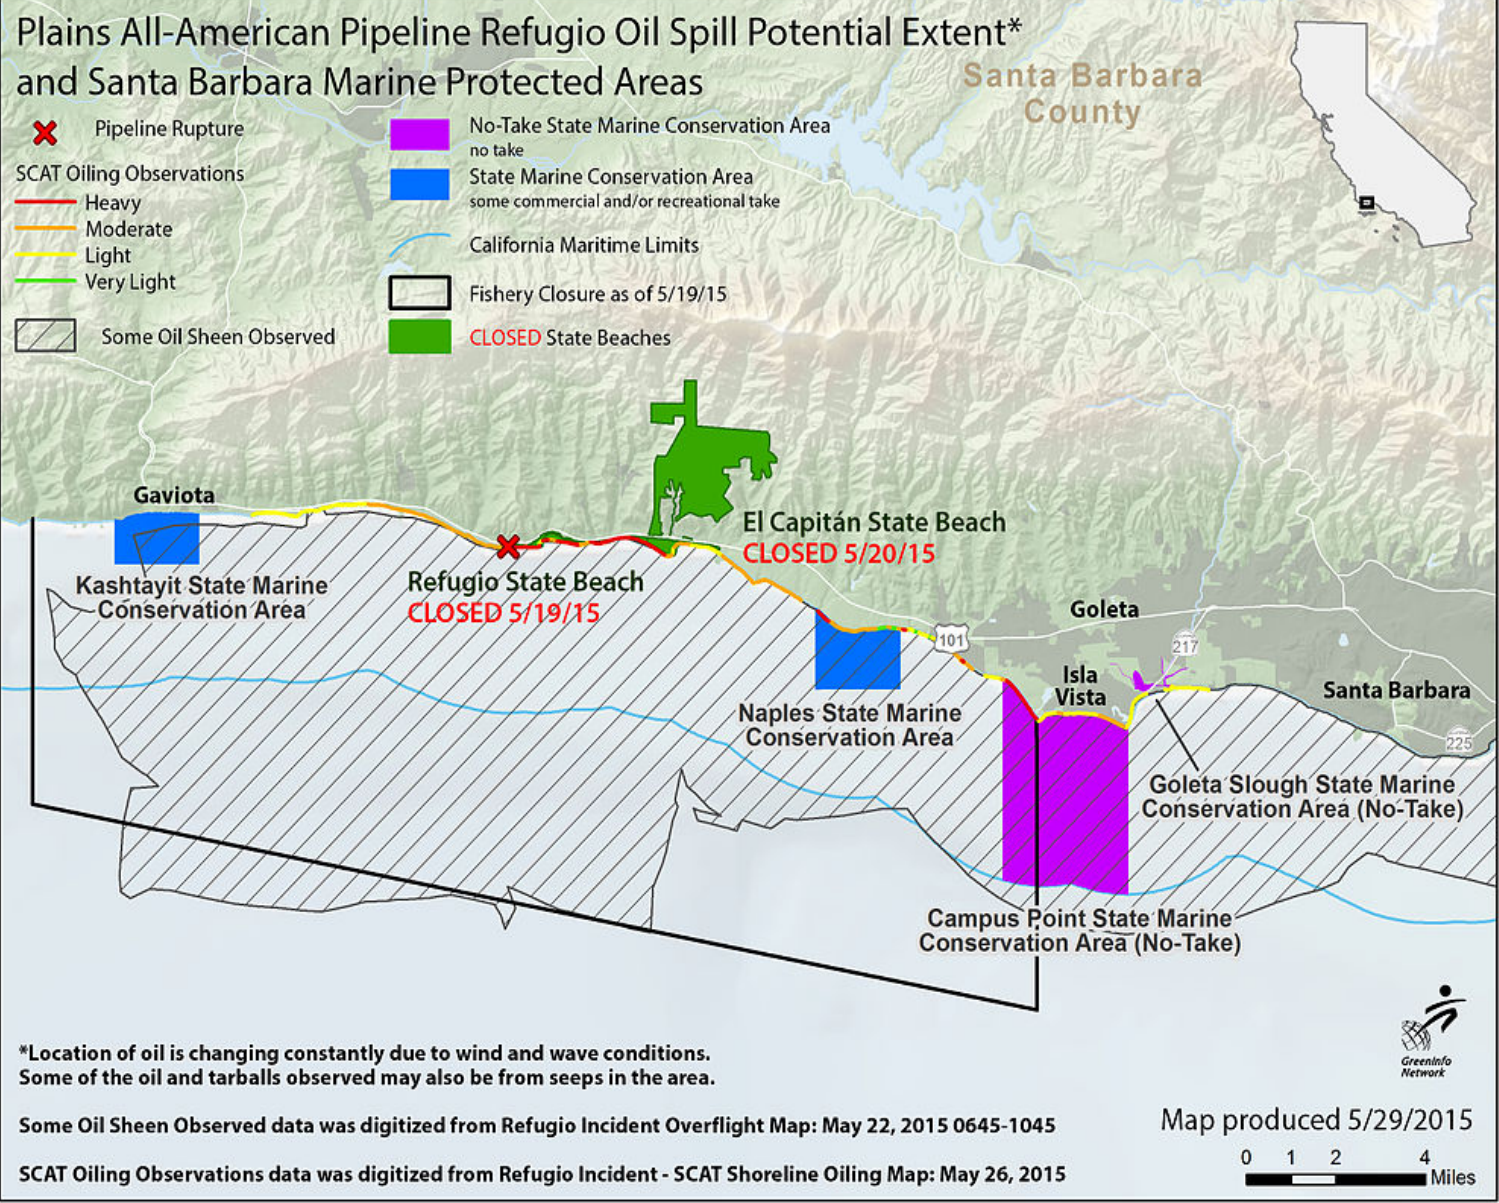 Plains All-American Pipeline Refugio Oil Spill Potential Extent*
and Santa Barbara Marine Protected Areas
Santa Barbara
County
Pipeline Rupture
SCAT Oiling Observations
Heavy
Moderate
Light
Very Light
Some Oil Sheen Observed
No-Take State Marine Conservation Area
no take
State Marine Conservation Area
some commercial and/or recreational take
California Maritime Limits
Fishery Closure as of 5/19/15
CLOSED State Beaches
Gaviota
Kashtayit State Marine
Conservation Area
Refugio State Beach
CLOSED 5/19/15
El Capitán State Beach
CLOSED 5/20/15
Naples State Marine
Conservation Area
101
Goleta
217
Isla
Vista
Santa Barbara
225
Goleta Slough State Marine
Conservation Area (No-Take)
Campus Point State Marine
Conservation Area (No-Take)
*Location of oil is changing constantly due to wind and wave conditions.
Some of the oil and tarballs observed may also be from seeps in the area.
Some Oil Sheen Observed data was digitized from Refugio Incident Overflight Map: May 22, 2015 0645-1045
SCAT Oiling Observations data was digitized from Refugio Incident - SCAT Shoreline Oiling Map: May 26, 2015
GreenInfo
Network
Map produced 5/29/2015
0 1 2 4
Miles